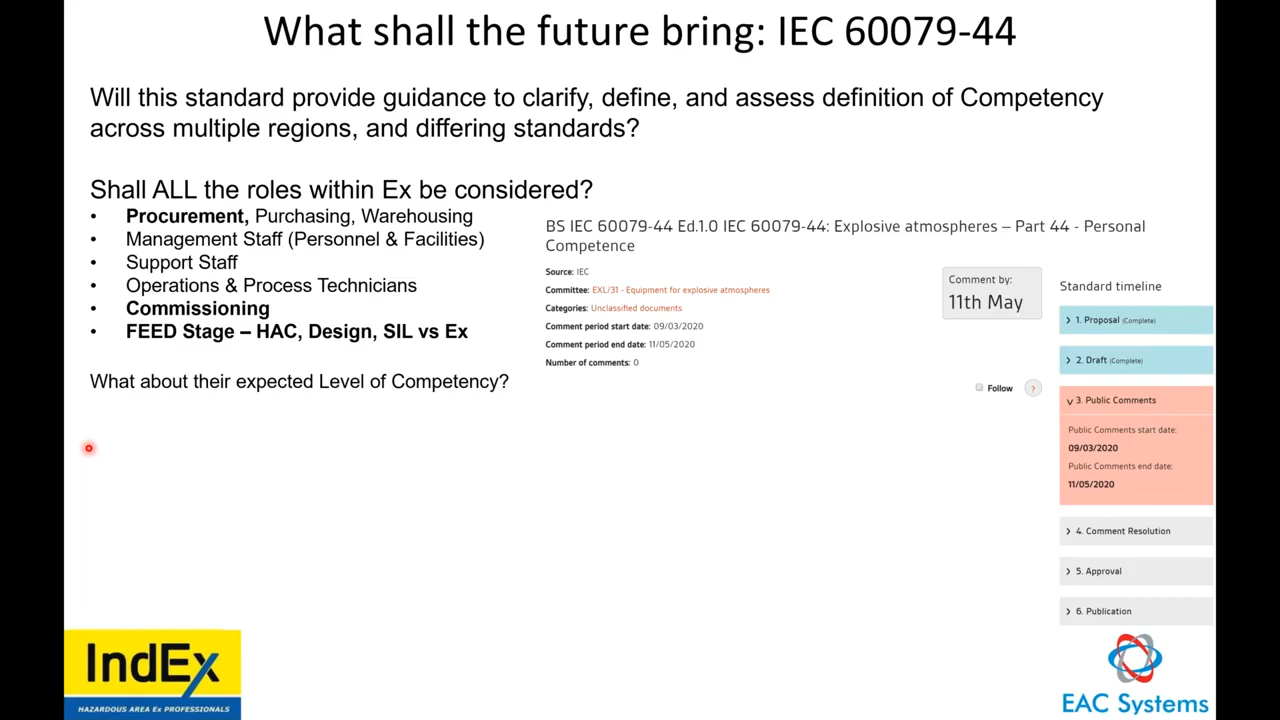 What shall the future bring: IEC 60079-44
Will this standard provide guidance to clarify, define, and assess definition of Competency
across multiple regions, and differing standards?
Shall ALL the roles within Ex be considered?
• Procurement, Purchasing, Warehousing
• Management Staff (Personnel & Facilities)
• Support Staff
• Operations & Process Technicians
• Commissioning
• FEED Stage – HAC, Design, SIL vs Ex
What about their expected Level of Competency?
BS IEC 60079-44 Ed.1.0 IEC 60079-44: Explosive atmospheres – Part 44 - Personal
Competence
Source: IEC
Committee: EXL/31 - Equipment for explosive atmospheres
Categories: Unclassified documents
Comment period start date: 09/03/2020
Comment period end date: 11/05/2020
Number of comments: 0
Comment by:
11th May
Follow ?
Standard timeline
1. Proposal (Complete)
2. Draft (Complete)
3. Public Comments
Public Comments start date:
09/03/2020
Public Comments end date:
11/05/2020
4. Comment Resolution
5. Approval
6. Publication
IndEx
HAZARDOUS AREA Ex PROFESSIONALS
EAC Systems